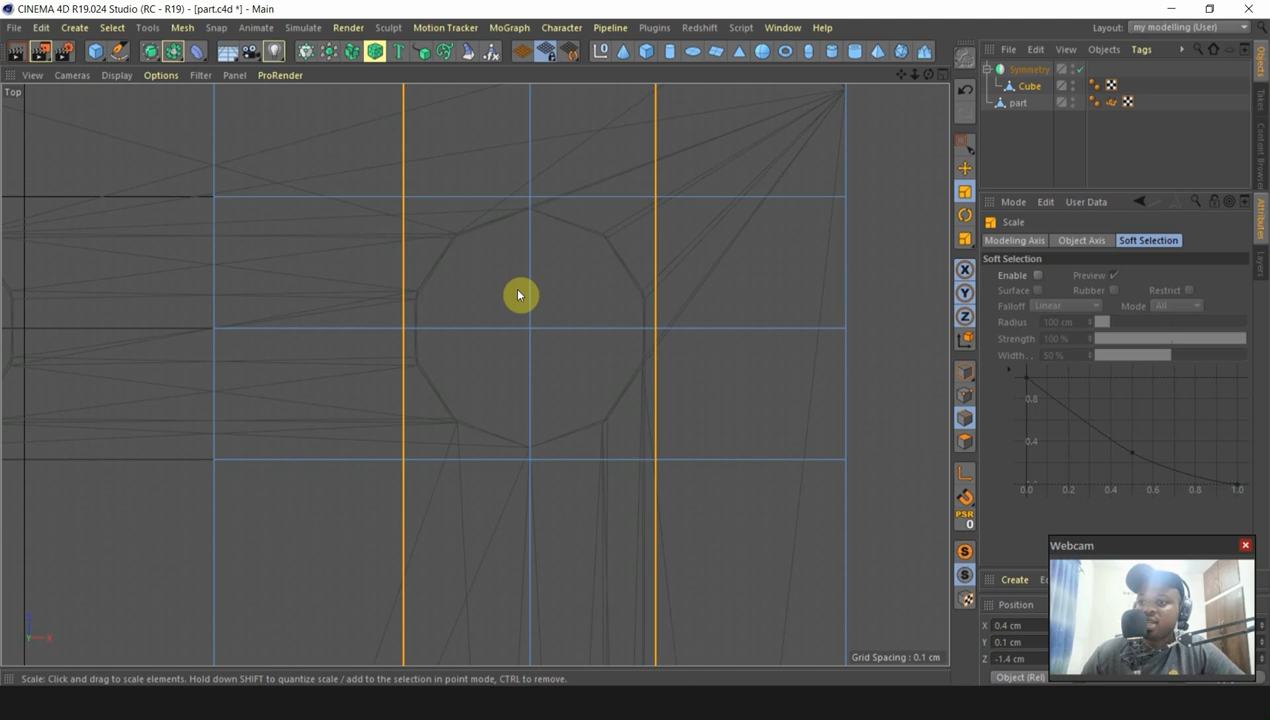 CINEMA 4D R19.024 Studio (RC - R19) - [part.c4d *] - Main
File Edit Create Select Tools Mesh Snap Animate Simulate Render Sculpt Motion Tracker MoGraph Character Pipeline Plugins Redshift Script Window Help
Layout: my modelling (User)
File Edit View Objects Tags
View Cameras Display Options Filter Panel ProRender
Top
Symmetry
Cube
part
Objects
Takes
Content Browser
Attributes
Layers
Mode Edit User Data
Scale
Modeling Axis Object Axis Soft Selection
Soft Selection
Enable Preview
Surface Rubber Restrict
Falloff Linear Mode All
Radius 100 cm
Strength 100 %
Width. . 50 %
0.8
0.4
0.0 0.2 0.4 0.6 0.8 1.0
X
Y
Z
PSR
0
S
S
Webcam
Create
Position
X 0.4 cm
Y 0.1 cm
Z -1.4 cm
Object (Rel)
Y X
Grid Spacing : 0.1 cm
Scale: Click and drag to scale elements. Hold down SHIFT to quantize scale / add to the selection in point mode, CTRL to remove.